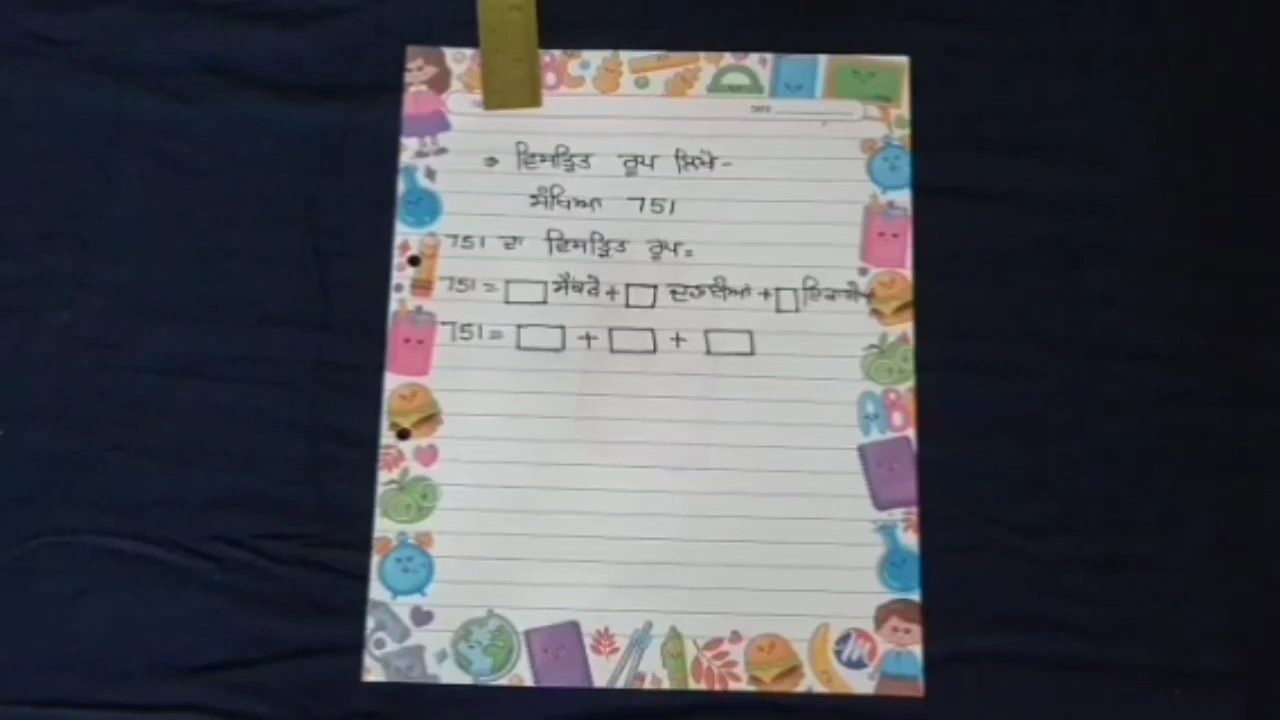 → ਵਿਸਤ੍ਰਿਤ ਰੂਪ ਲਿਖੋ-
ਸੰਖਿਆ 751
751 ਦਾ ਵਿਸਤ੍ਰਿਤ ਰੂਪ=
751 = □ ਸੈਂਕੜੇ + □ ਦਹਾਈਆਂ + □ ਇਕਾਈਆਂ
751 = □ + □ + □